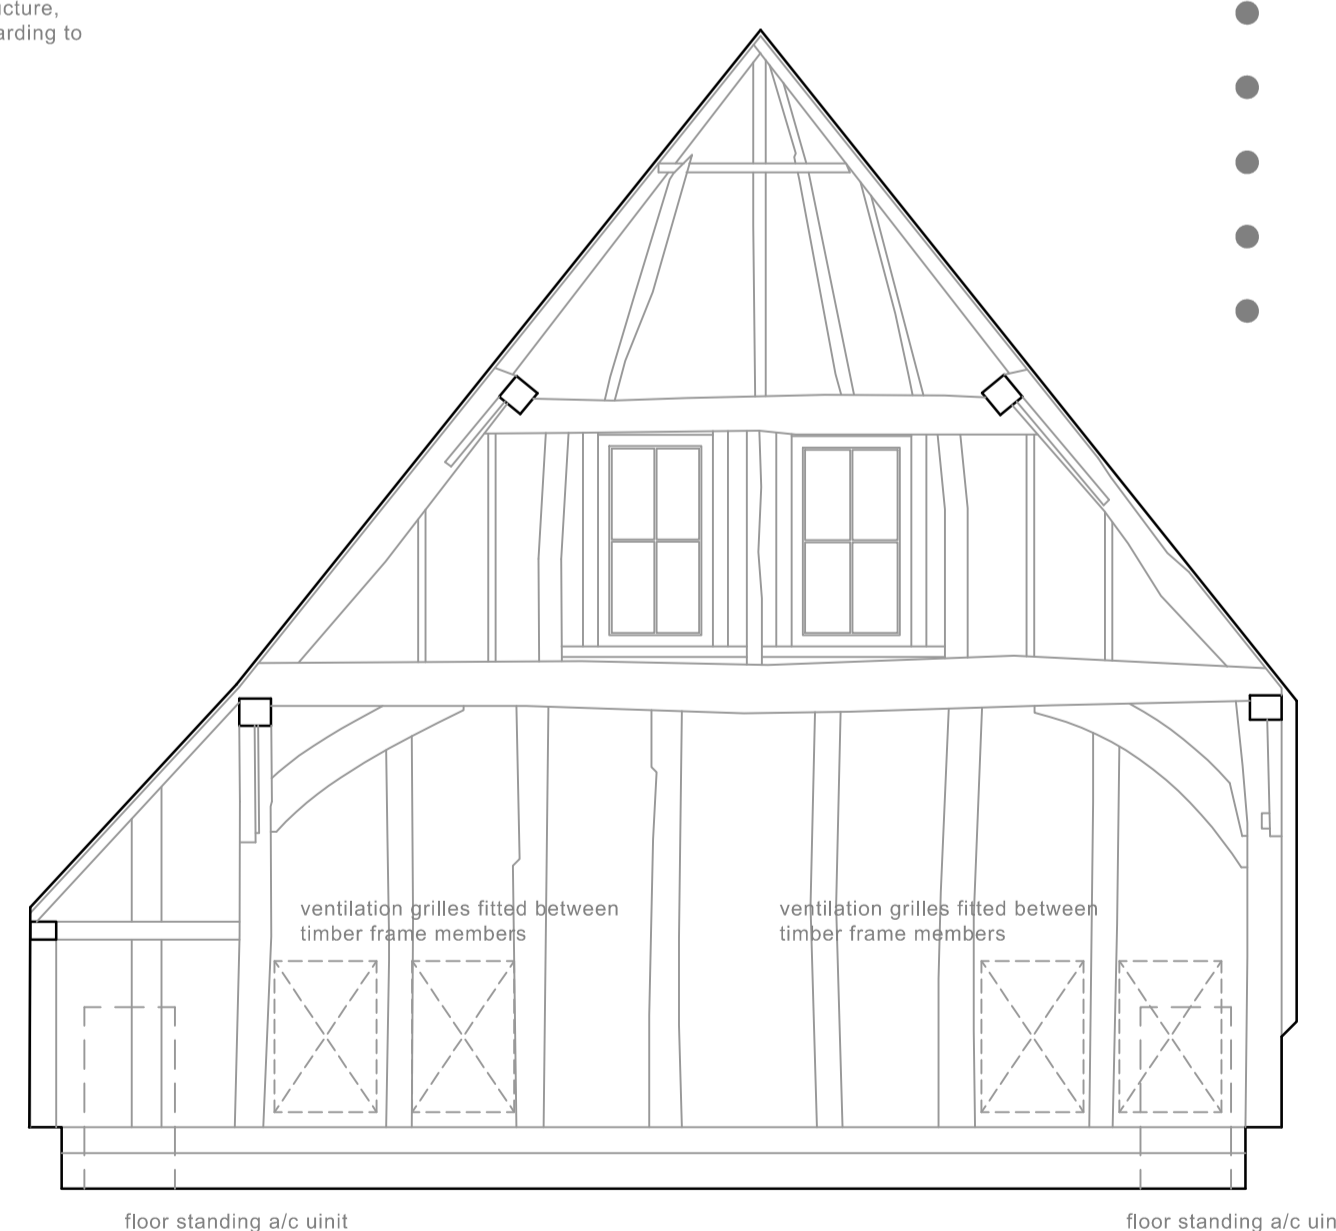 ucture,
arding to
ventilation grilles fitted between
timber frame members
ventilation grilles fitted between
timber frame members
floor standing a/c uinit
floor standing a/c uin